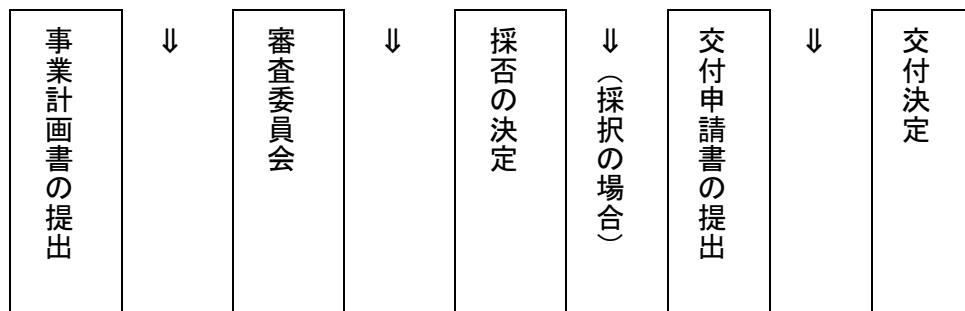 事業計画書の提出
⇓
審査委員会
⇓
採否の決定
⇓（採択の場合）
交付申請書の提出
⇓
交付決定